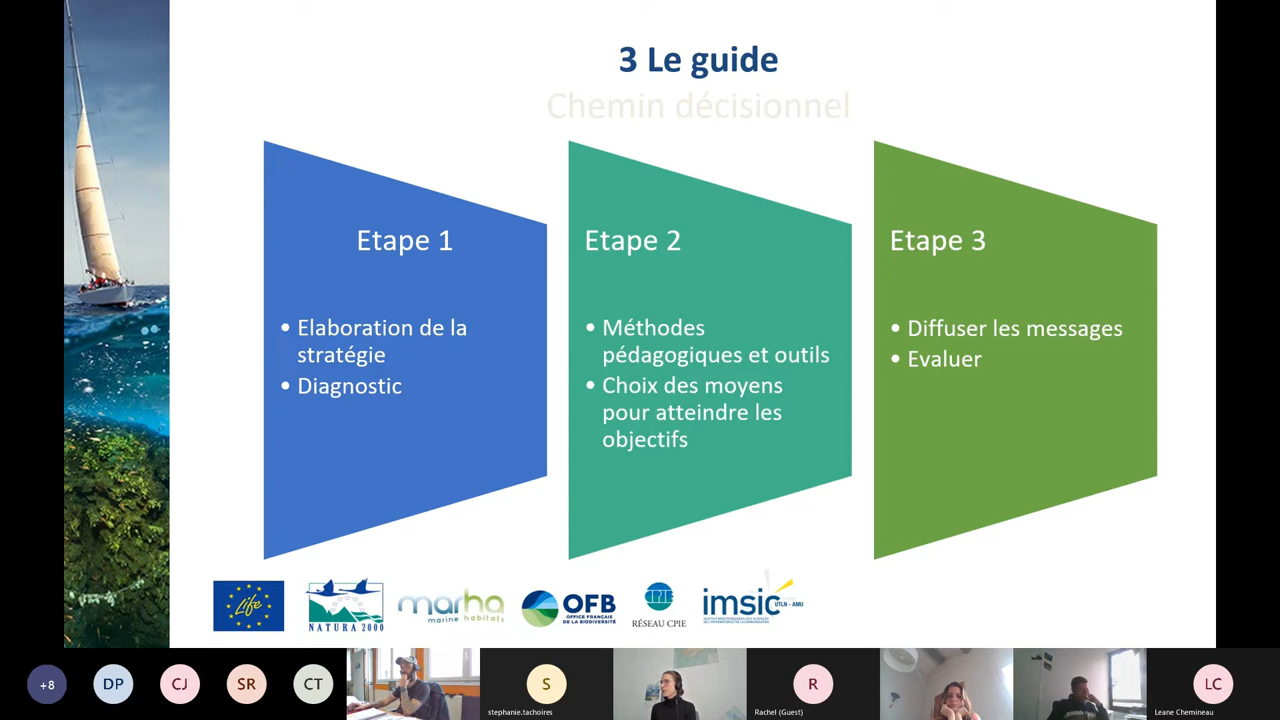 3 Le guide
Chemin décisionnel
Etape 1
• Elaboration de la
stratégie
• Diagnostic
Etape 2
• Méthodes
pédagogiques et outils
• Choix des moyens
pour atteindre les
objectifs
Etape 3
• Diffuser les messages
• Evaluer
Life
NATURA 2000
marha
marine habitats
OFB
OFFICE FRANÇAIS
DE LA BIODIVERSITÉ
CPIE
RÉSEAU CPIE
imsic
UTLN - AMU
+8
DP
CJ
SR
CT
S
stephanie.tachoires
R
Rachel (Guest)
LC
Leane Chemineau